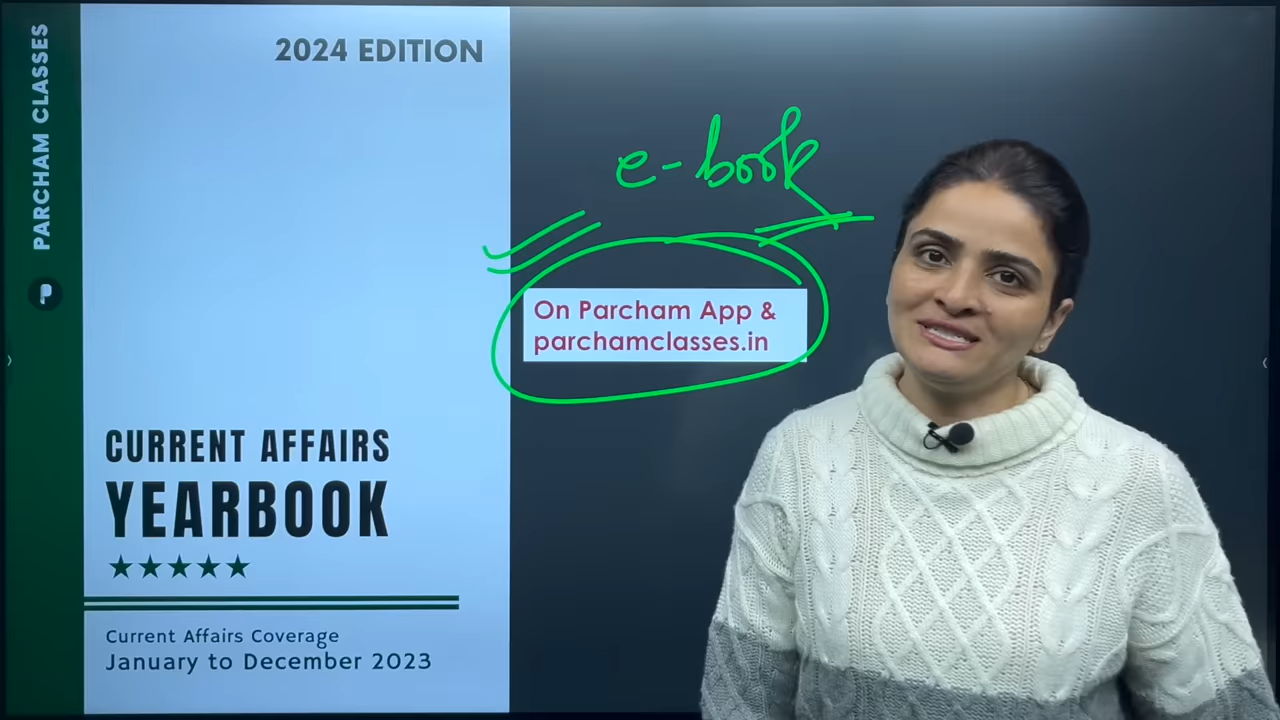 PARCHAM CLASSES
2024 EDITION
e-book
On Parcham App &
parchamclasses.in
CURRENT AFFAIRS
YEARBOOK
Current Affairs Coverage
January to December 2023